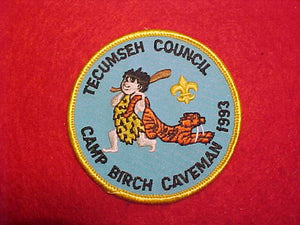 TECUMSEH COUNCIL
CAMP BIRCH CAVEMAN 1993